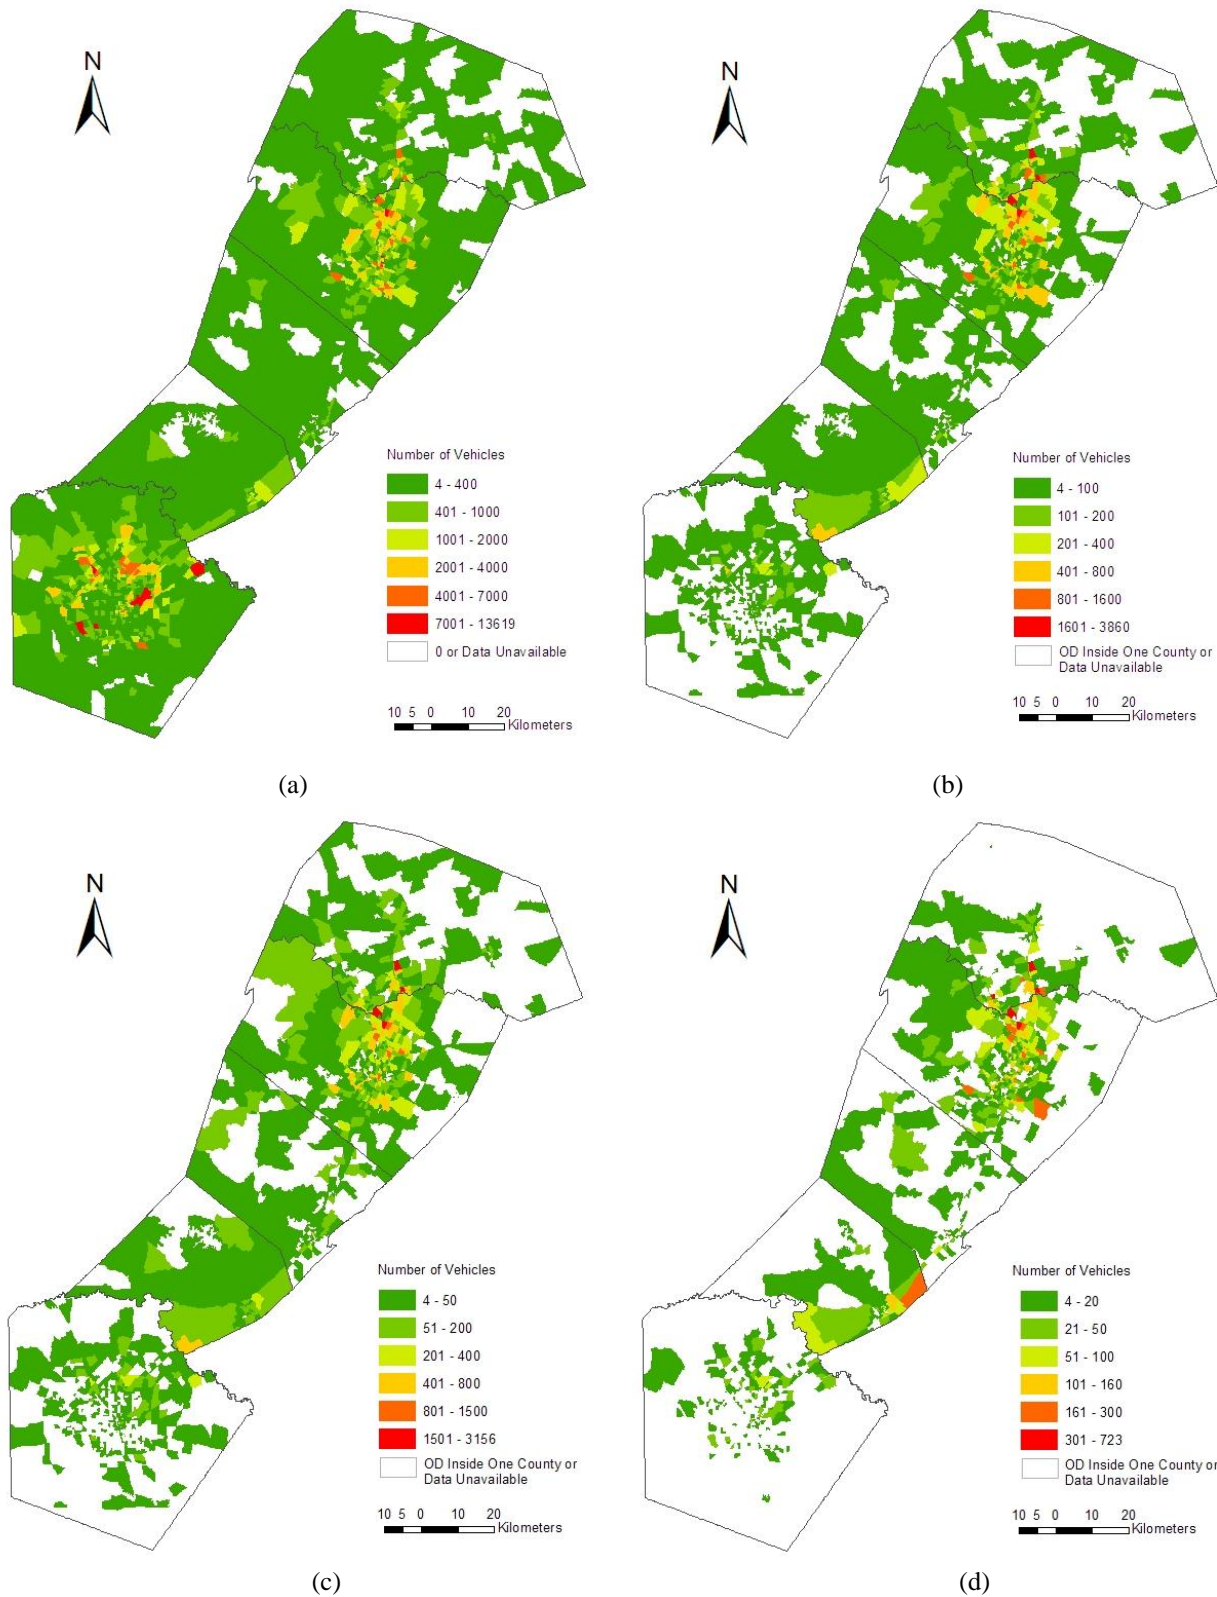 N
Number of Vehicles
4 - 400
401 - 1000
1001 - 2000
2001 - 4000
4001 - 7000
7001 - 13619
0 or Data Unavailable
10 5 0 10 20
Kilometers
(a)
N
Number of Vehicles
4 - 100
101 - 200
201 - 400
401 - 800
801 - 1600
1601 - 3860
OD Inside One County or
Data Unavailable
10 5 0 10 20
Kilometers
(b)
N
Number of Vehicles
4 - 50
51 - 200
201 - 400
401 - 800
801 - 1500
1501 - 3156
OD Inside One County or
Data Unavailable
10 5 0 10 20
Kilometers
(c)
N
Number of Vehicles
4 - 20
21 - 50
51 - 100
101 - 160
161 - 300
301 - 723
OD Inside One County or
Data Unavailable
10 5 0 10 20
Kilometers
(d)